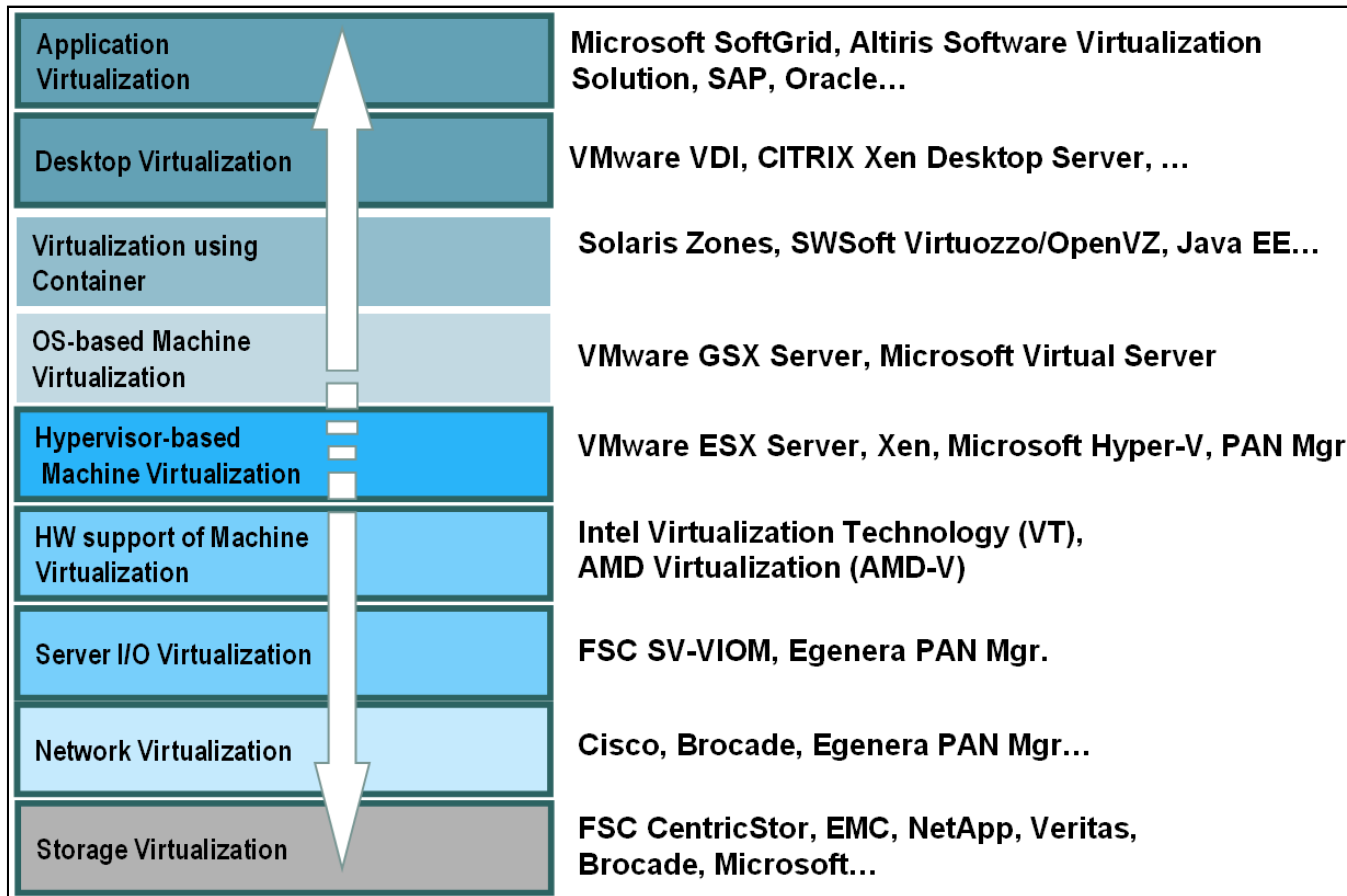 Application
Virtualization
Microsoft SoftGrid, Altiris Software Virtualization
Solution, SAP, Oracle…
Desktop Virtualization
VMware VDI, CITRIX Xen Desktop Server, …
Virtualization using
Container
Solaris Zones, SWSoft Virtuozzo/OpenVZ, Java EE…
OS-based Machine
Virtualization
VMware GSX Server, Microsoft Virtual Server
Hypervisor-based
Machine Virtualization
VMware ESX Server, Xen, Microsoft Hyper-V, PAN Mgr
HW support of Machine
Virtualization
Intel Virtualization Technology (VT),
AMD Virtualization (AMD-V)
Server I/O Virtualization
FSC SV-VIOM, Egenera PAN Mgr.
Network Virtualization
Cisco, Brocade, Egenera PAN Mgr…
Storage Virtualization
FSC CentricStor, EMC, NetApp, Veritas,
Brocade, Microsoft…